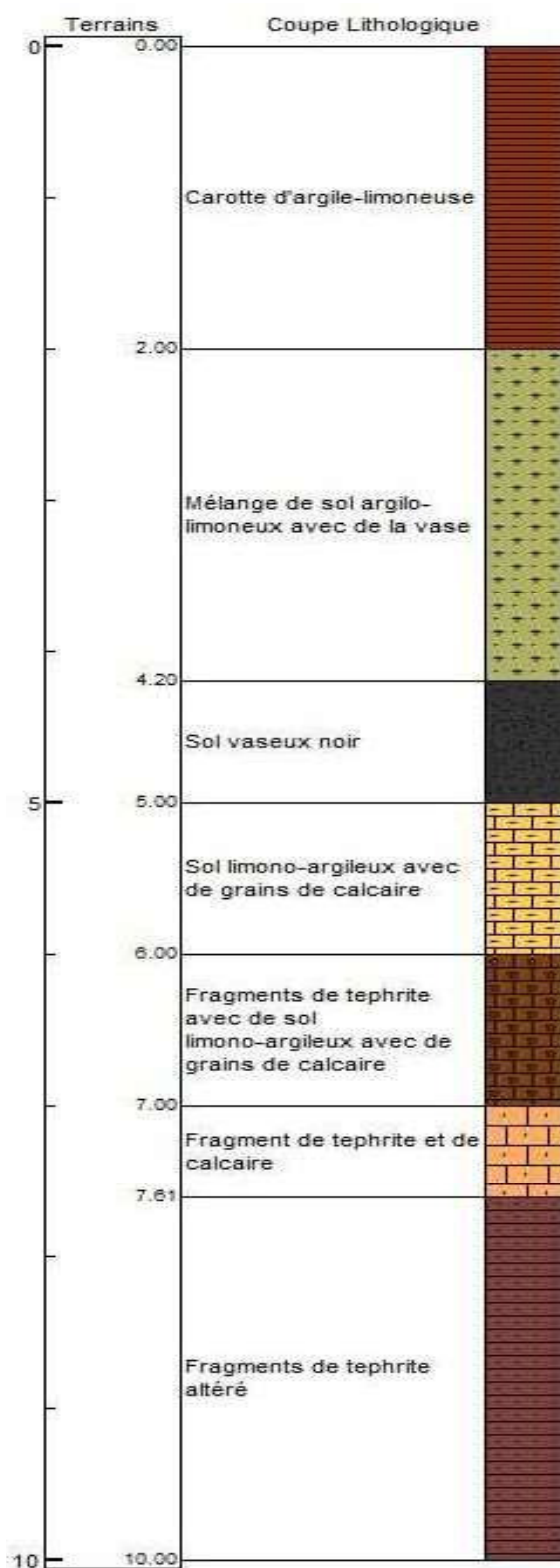 Terrains Coupe Lithologique
0 0.00
Carotte d'argile-limoneuse
2.00
Mélange de sol argilo-
limoneux avec de la vase
4.20
Sol vaseux noir
5 5.00
Sol limono-argileux avec
de grains de calcaire
6.00
Fragments de tephrite
avec de sol
limono-argileux avec de
grains de calcaire
7.00
Fragment de tephrite et de
calcaire
7.61
Fragments de tephrite
altéré
10 10.00